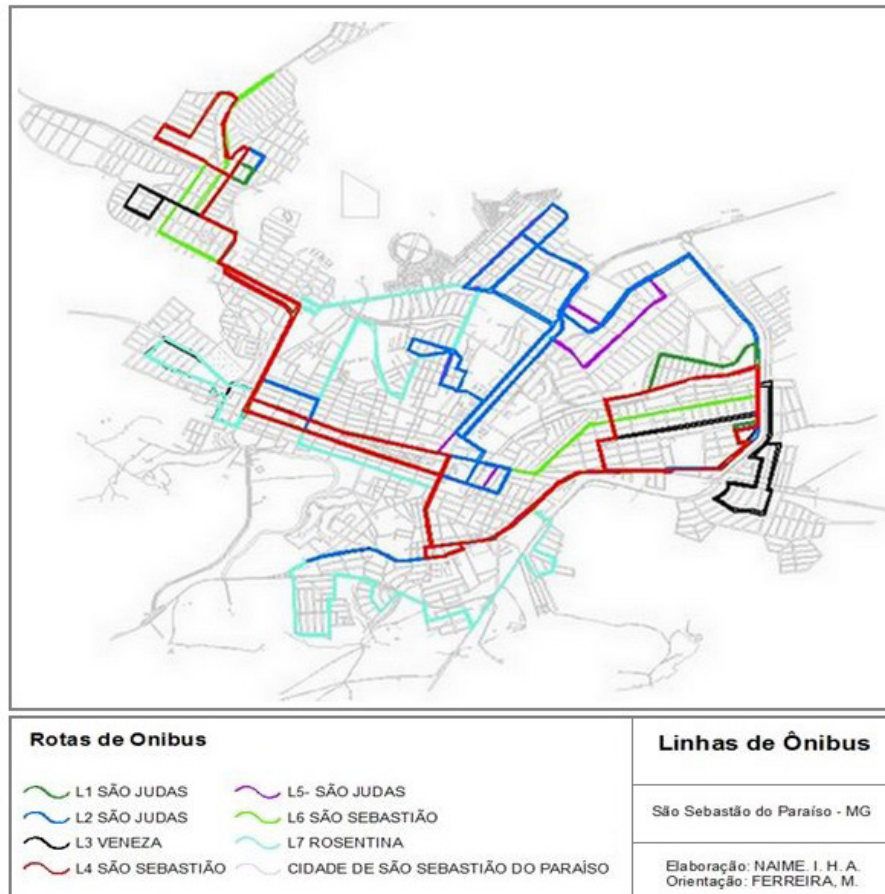 Rotas de Onibus
L1 SÃO JUDAS
L2 SÃO JUDAS
L3 VENEZA
L4 SÃO SEBASTIÃO
L5- SÃO JUDAS
L6 SÃO SEBASTIÃO
L7 ROSENTINA
CIDADE DE SÃO SEBASTIÃO DO PARAÍSO
Linhas de Ônibus
São Sebastão do Paraíso - MG
Elaboração: NAIME. I. H. A.
Orientação: FERREIRA, M.